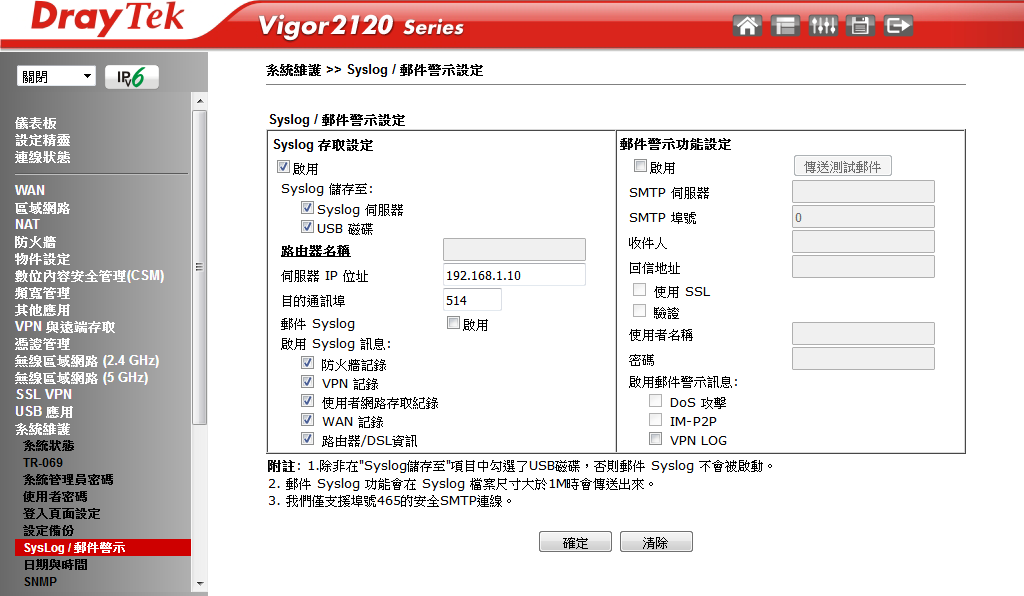 DrayTek
Vigor2120 Series
關閉
IPv6
儀表板
設定精靈
連線狀態
WAN
區域網路
NAT
防火牆
物件設定
數位內容安全管理(CSM)
頻寬管理
其他應用
VPN 與遠端存取
憑證管理
無線區域網路 (2.4 GHz)
無線區域網路 (5 GHz)
SSL VPN
USB 應用
系統維護
系統狀態
TR-069
系統管理員密碼
使用者密碼
登入頁面設定
設定備份
SysLog / 郵件警示
日期與時間
SNMP
系統維護 >> Syslog / 郵件警示設定
Syslog / 郵件警示設定
Syslog 存取設定
啟用
Syslog 儲存至:
Syslog 伺服器
USB 磁碟
路由器名稱
伺服器 IP 位址 192.168.1.10
目的通訊埠 514
郵件 Syslog 啟用
啟用 Syslog 訊息:
防火牆記錄
VPN 記錄
使用者網路存取紀錄
WAN 記錄
路由器/DSL資訊
郵件警示功能設定
啟用 傳送測試郵件
SMTP 伺服器
SMTP 埠號 0
收件人
回信地址
使用 SSL
驗證
使用者名稱
密碼
啟用郵件警示訊息:
DoS 攻擊
IM-P2P
VPN LOG
附註: 1.除非在"Syslog儲存至"項目中勾選了USB磁碟，否則郵件 Syslog 不會被啟動。
2. 郵件 Syslog 功能會在 Syslog 檔案尺寸大於1M時會傳送出來。
3. 我們僅支援埠號465的安全SMTP連線。
確定 清除